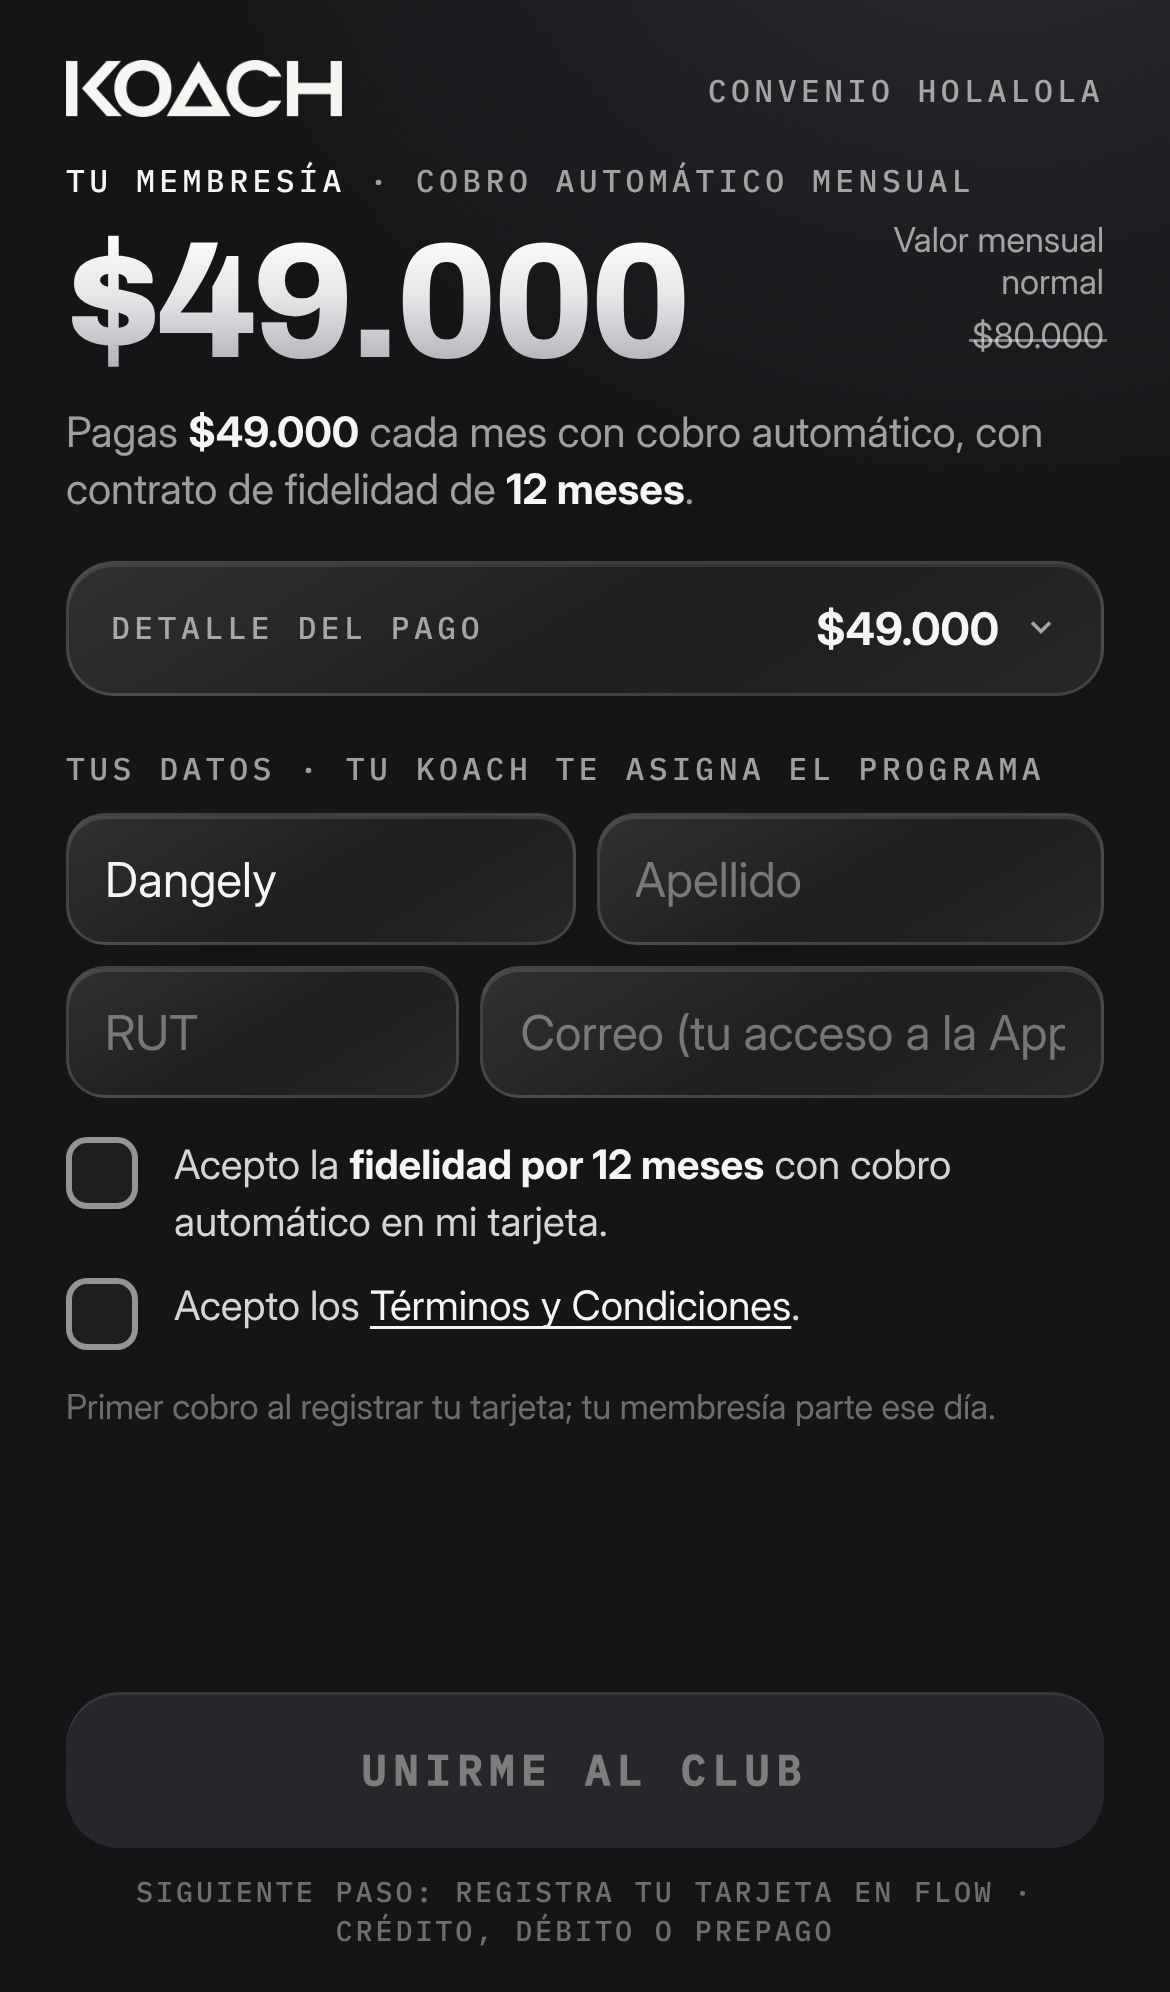 KOACH
CONVENIO HOLALOLA
TU MEMBRESÍA · COBRO AUTOMÁTICO MENSUAL
$49.000
Valor mensual
normal
$80.000
Pagas $49.000 cada mes con cobro automático, con
contrato de fidelidad de 12 meses.
DETALLE DEL PAGO
$49.000
TUS DATOS · TU KOACH TE ASIGNA EL PROGRAMA
Dangely
Apellido
RUT
Correo (tu acceso a la App
Acepto la fidelidad por 12 meses con cobro
automático en mi tarjeta.
Acepto los Términos y Condiciones.
Primer cobro al registrar tu tarjeta; tu membresía parte ese día.
UNIRME AL CLUB
SIGUIENTE PASO: REGISTRA TU TARJETA EN FLOW ·
CRÉDITO, DÉBITO O PREPAGO